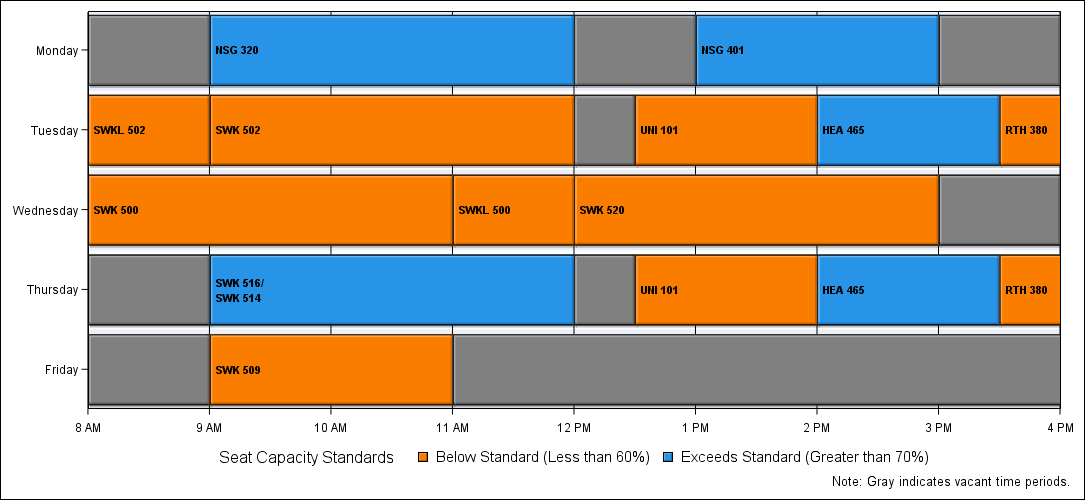 Monday
NSG 320
NSG 401
Tuesday
SWKL 502
SWK 502
UNI 101
HEA 465
RTH 380
Wednesday
SWK 500
SWKL 500
SWK 520
Thursday
SWK 516/
SWK 514
UNI 101
HEA 465
RTH 380
Friday
SWK 509
8 AM
9 AM
10 AM
11 AM
12 PM
1 PM
2 PM
3 PM
4 PM
Seat Capacity Standards
Below Standard (Less than 60%)
Exceeds Standard (Greater than 70%)
Note: Gray indicates vacant time periods.